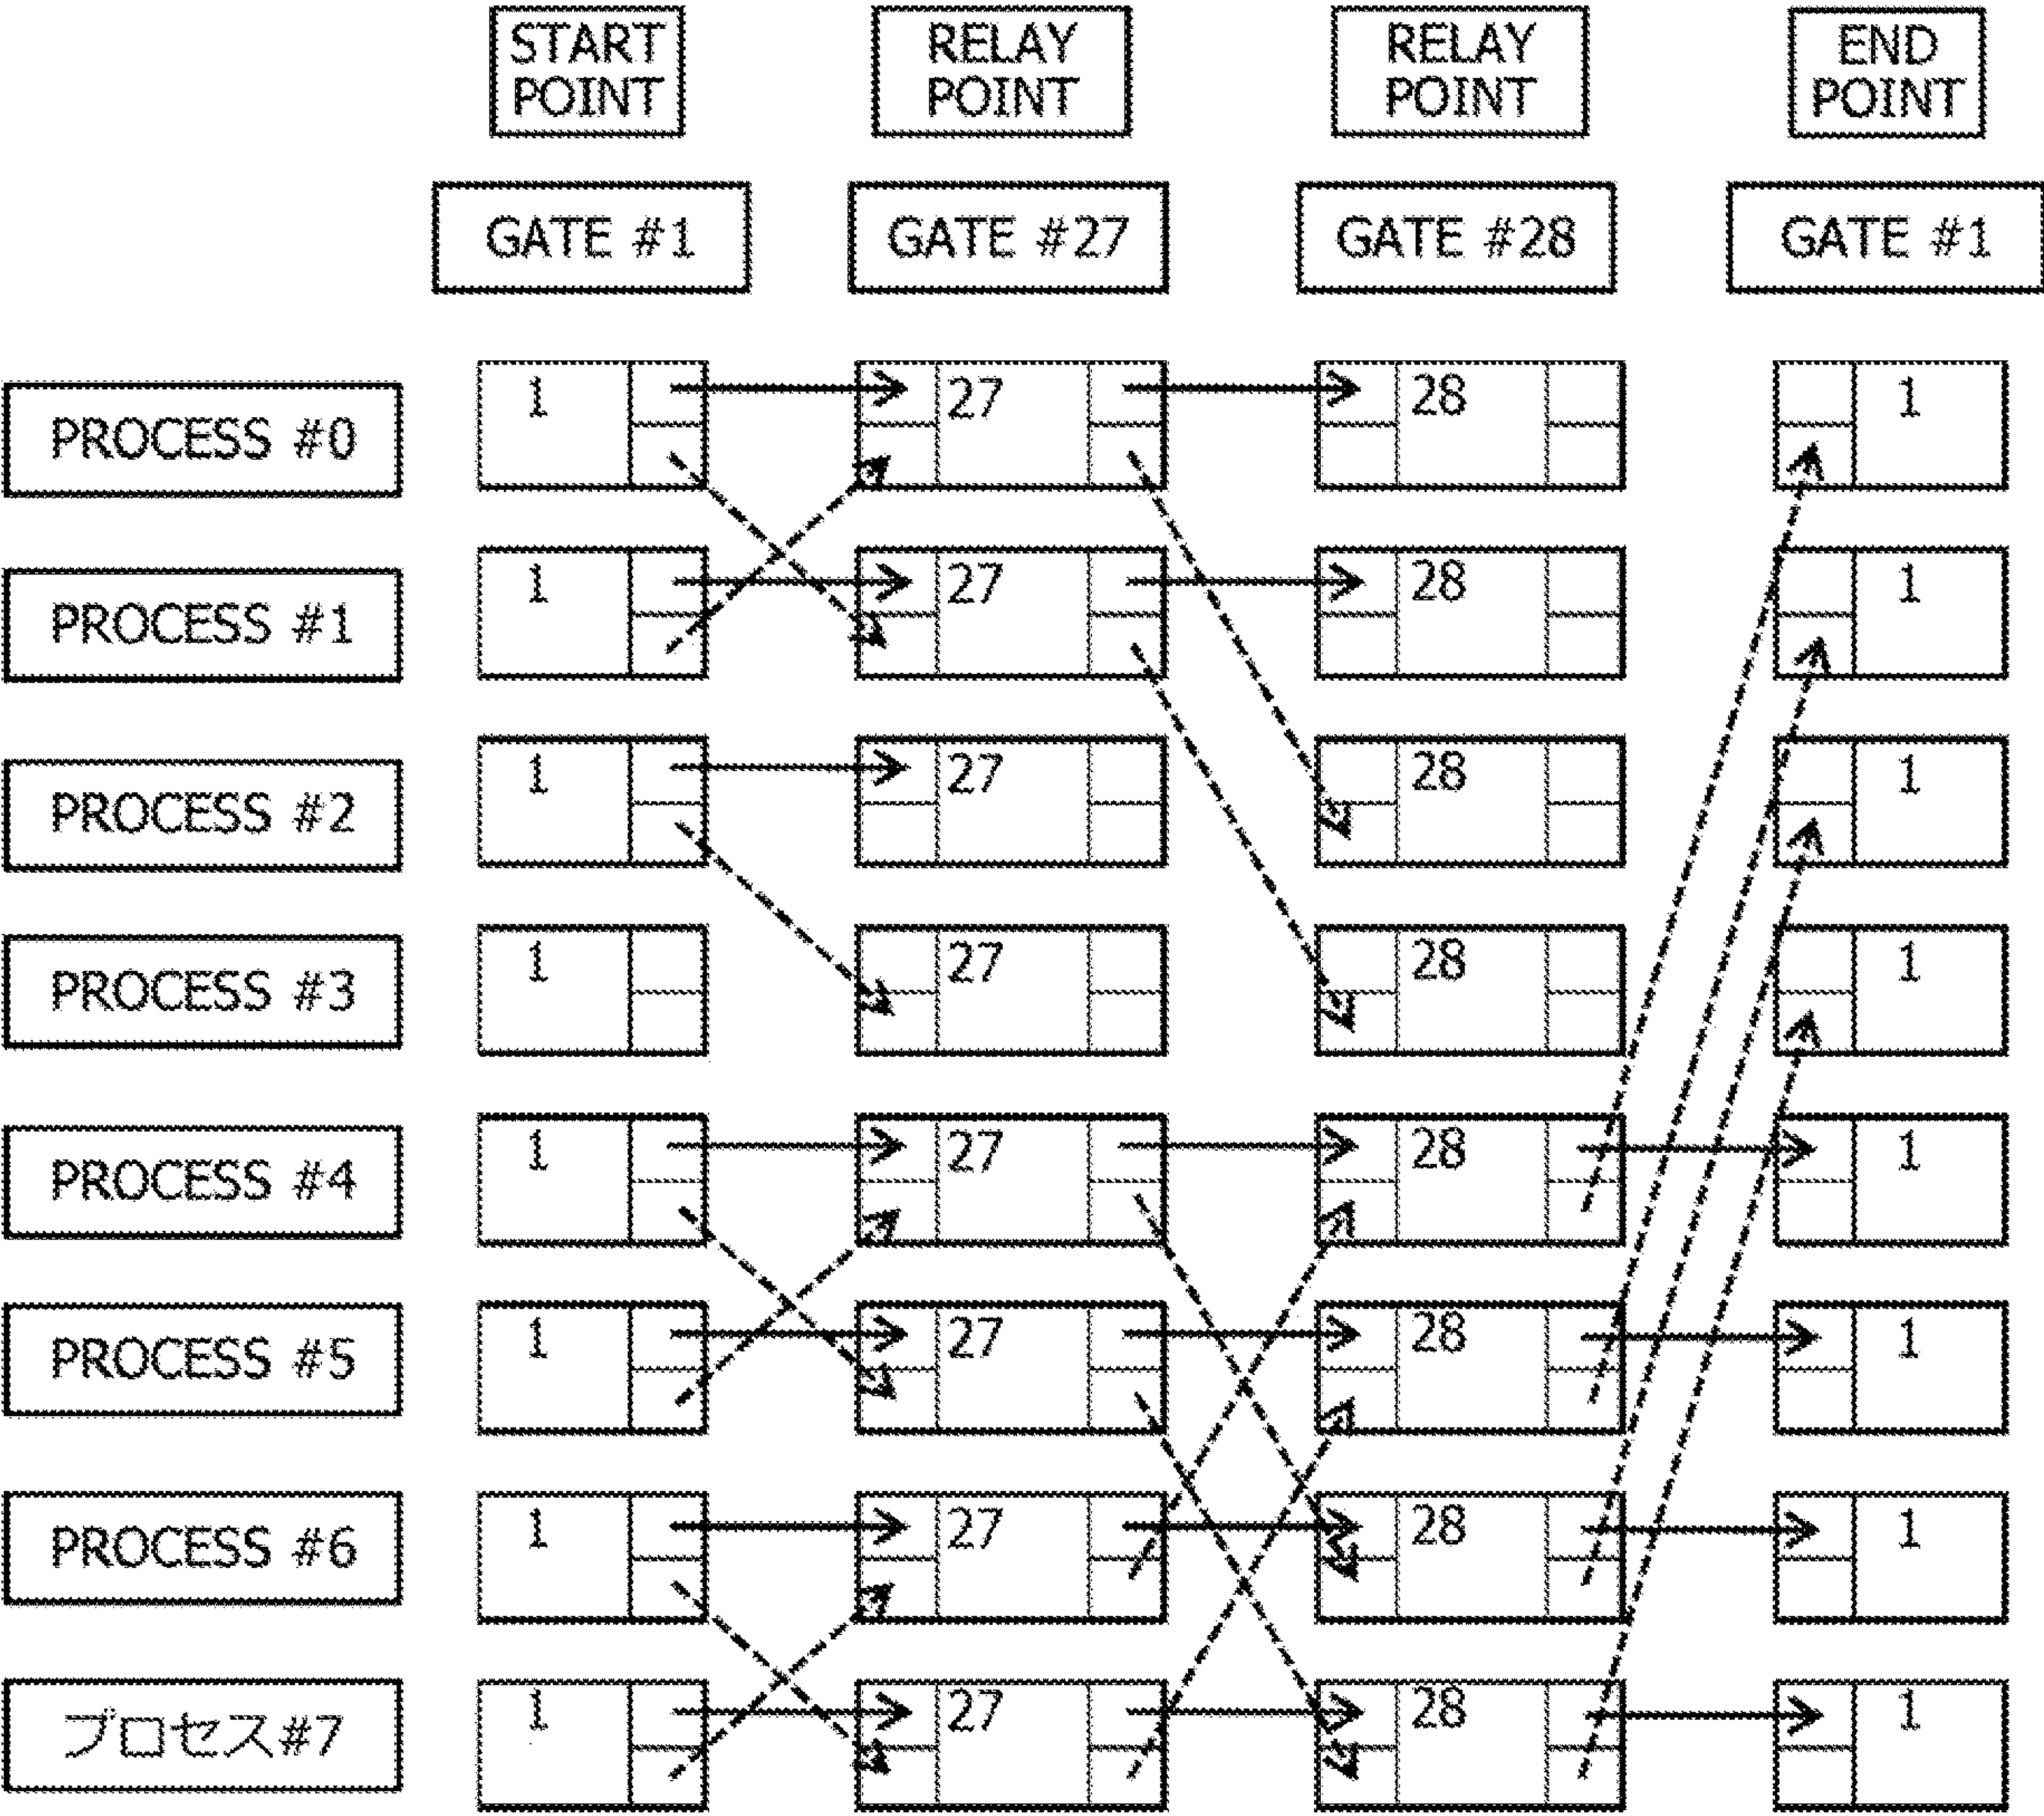 START
POINT
RELAY
POINT
RELAY
POINT
END
POINT
GATE #1
GATE #27
GATE #28
GATE #1
PROCESS #0
1
27
28
1
PROCESS #1
1
27
28
1
PROCESS #2
1
27
28
1
PROCESS #3
1
27
28
1
PROCESS #4
1
27
28
1
PROCESS #5
1
27
28
1
PROCESS #6
1
27
28
1
プロセス#7
1
27
28
1